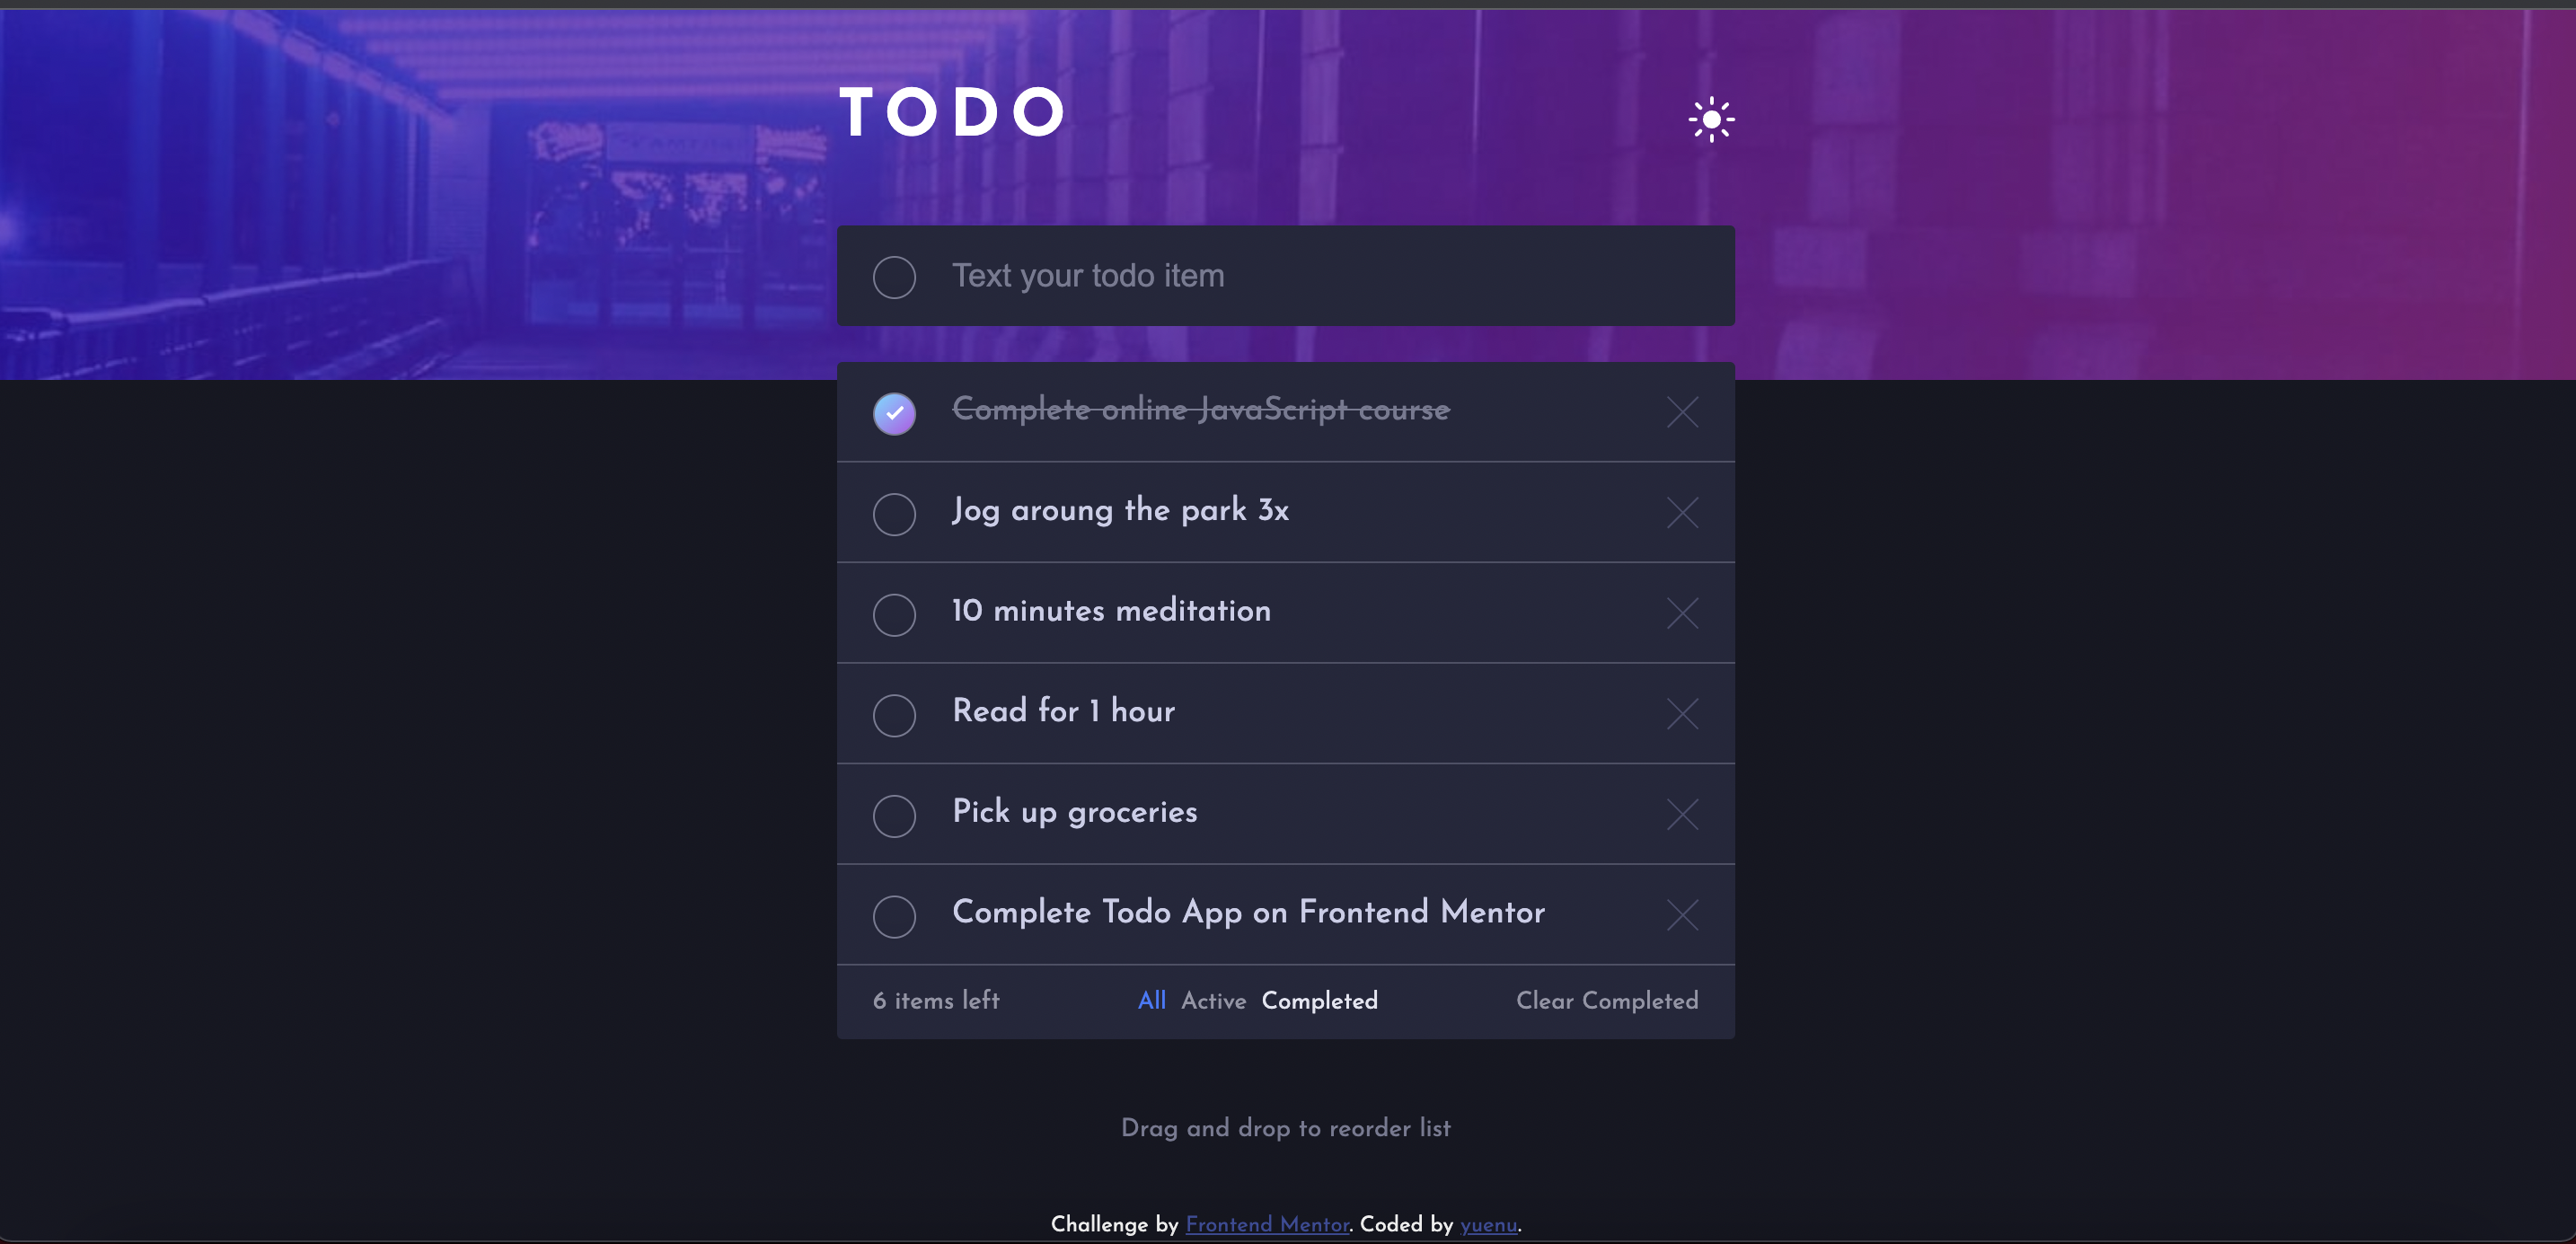 TODO
Text your todo item
Complete online JavaScript course
Jog aroung the park 3x
10 minutes meditation
Read for 1 hour
Pick up groceries
Complete Todo App on Frontend Mentor
6 items left All Active Completed Clear Completed
Drag and drop to reorder list
Challenge by Frontend Mentor. Coded by yuenu.